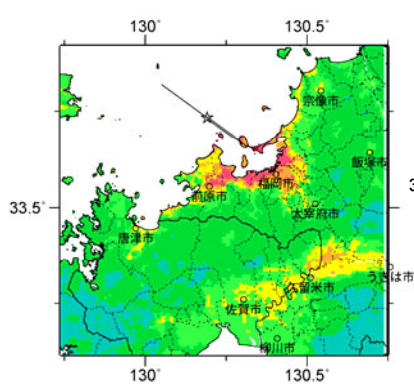 130˚
130.5˚
宗像市
飯塚市
福岡市
前原市
3
33.5˚
太宰府市
唐津市
うきは市
久留米市
佐賀市
柳川市
130˚
130.5˚